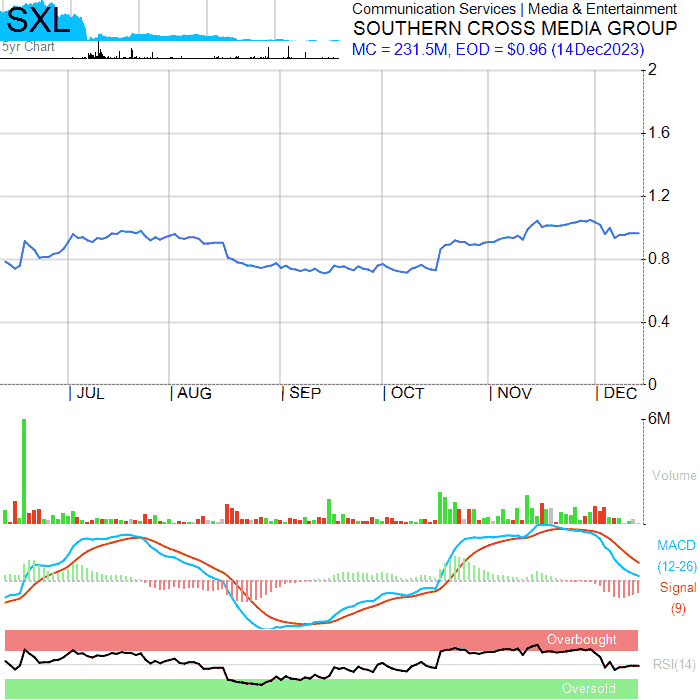 SXL
5yr Chart
Communication Services | Media & Entertainment
SOUTHERN CROSS MEDIA GROUP
MC = 231.5M, EOD = $0.96 (14Dec2023)
2
1.6
1.2
0.8
0.4
0
| JUL | AUG | SEP | OCT | NOV | DEC
6M
Volume
MACD
(12-26)
Signal
(9)
Overbought
RSI(14)
Oversold